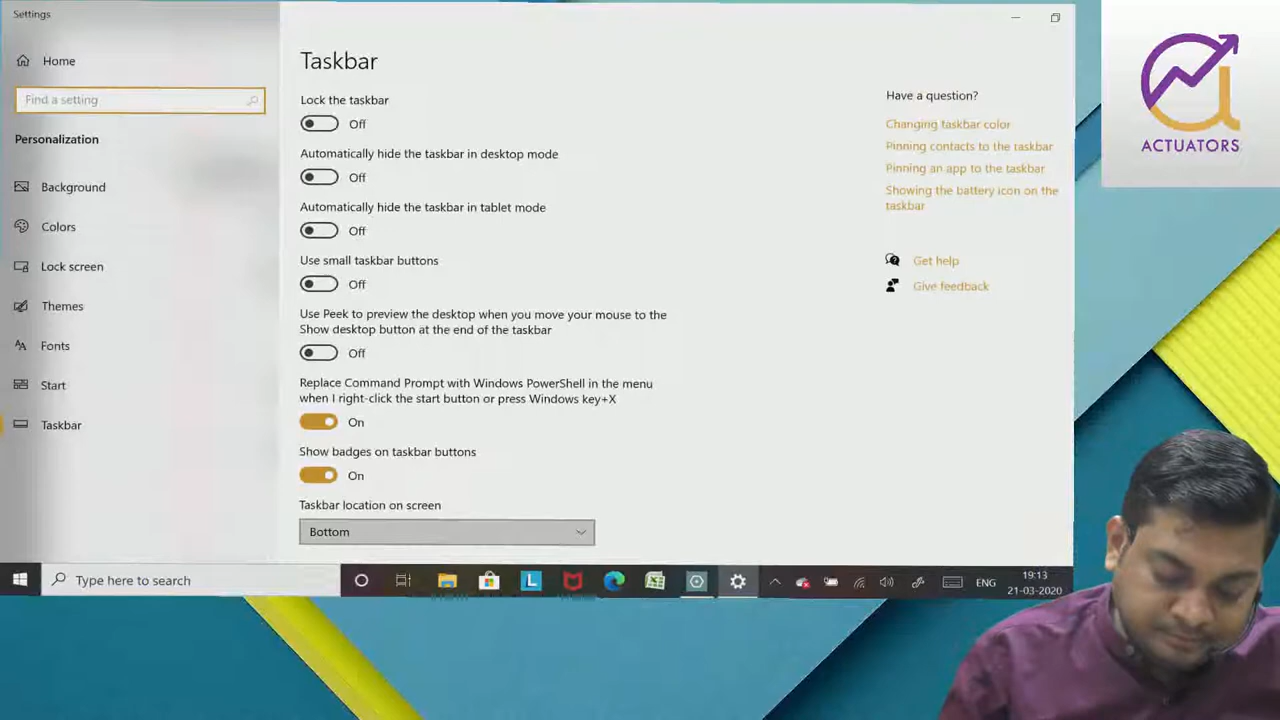 Settings
Home
Find a setting
Personalization
Background
Colors
Lock screen
Themes
Fonts
Start
Taskbar
Taskbar
Lock the taskbar
Off
Automatically hide the taskbar in desktop mode
Off
Automatically hide the taskbar in tablet mode
Off
Use small taskbar buttons
Off
Use Peek to preview the desktop when you move your mouse to the
Show desktop button at the end of the taskbar
Off
Replace Command Prompt with Windows PowerShell in the menu
when I right-click the start button or press Windows key+X
On
Show badges on taskbar buttons
On
Taskbar location on screen
Bottom
Have a question?
Changing taskbar color
Pinning contacts to the taskbar
Pinning an app to the taskbar
Showing the battery icon on the
taskbar
Get help
Give feedback
ACTUATORS
Type here to search
L
ENG
19:13
21-03-2020